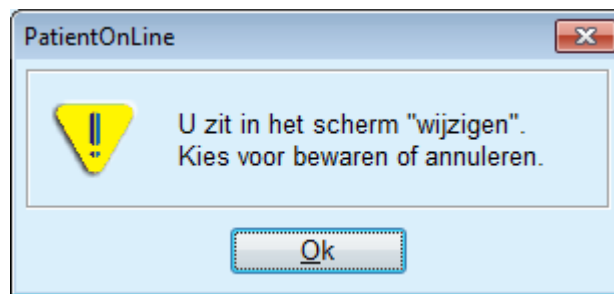 PatientOnLine
U zit in het scherm "wijzigen".
Kies voor bewaren of annuleren.
Ok